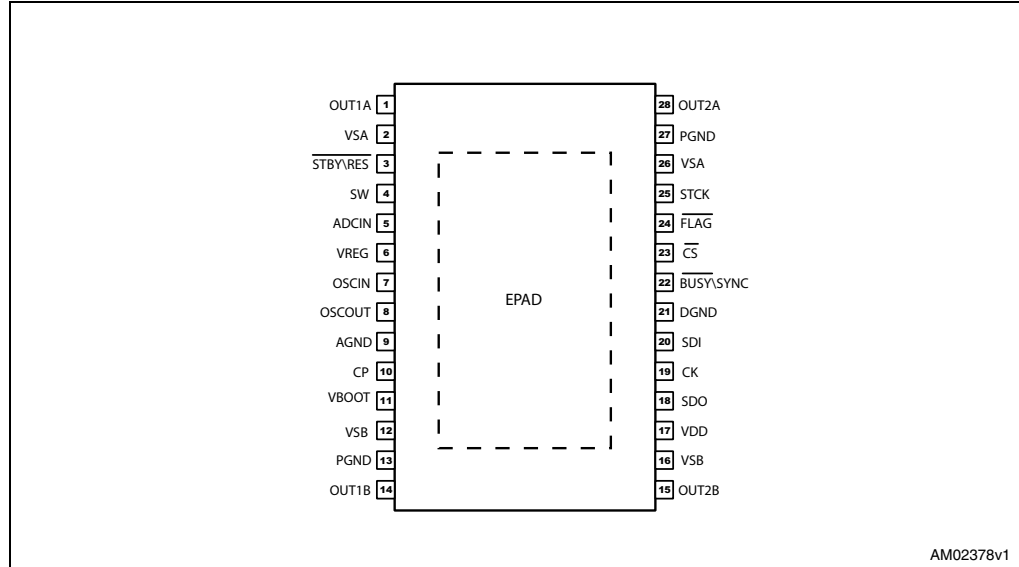 OUT1A 1 28 OUT2A
VSA 2 27 PGND
STBY\RES 3 26 VSA
SW 4 25 STCK
ADCIN 5 24 FLAG
VREG 6 23 CS
OSCIN 7 22 BUSY\SYNC
EPAD
OSCOUT 8 21 DGND
AGND 9 20 SDI
CP 10 19 CK
VBOOT 11 18 SDO
VSB 12 17 VDD
PGND 13 16 VSB
OUT1B 14 15 OUT2B
AM02378v1